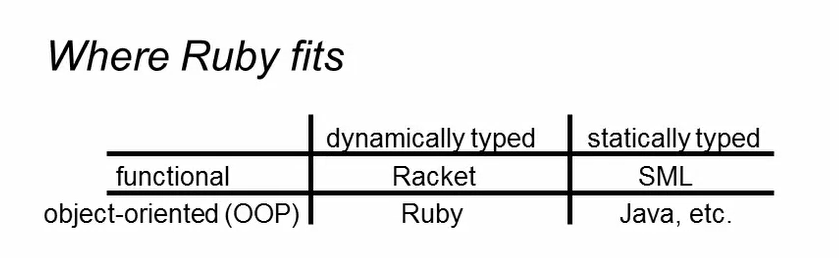 Where Ruby fits
dynamically typed statically typed
functional Racket SML
object-oriented (OOP) Ruby Java, etc.